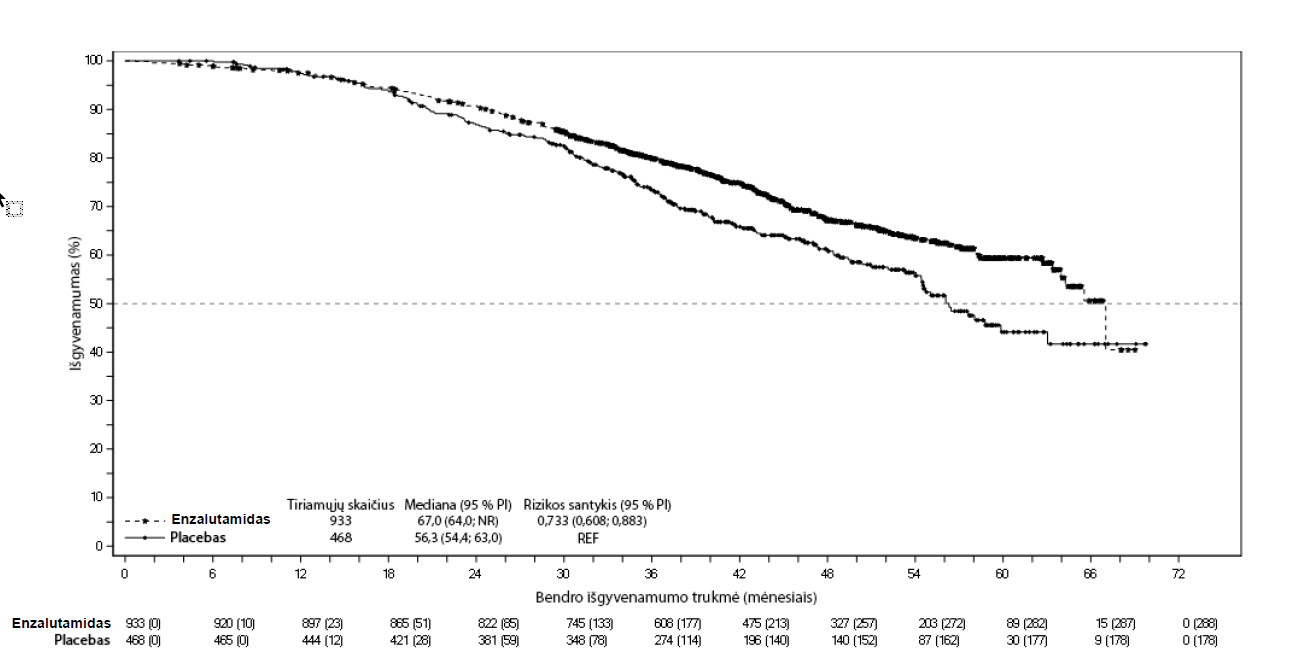 100
90
80
70
60
50
40
30
20
10
0
Išgyvenamumas (%)
Tiriamųjų skaičius Mediana (95 % PI) Rizikos santykis (95 % PI)
Enzalutamidas 933 67,0 (64,0; NR) 0,733 (0,608; 0,883)
Placebas 468 56,3 (54,4; 63,0) REF
0 6 12 18 24 30 36 42 48 54 60 66 72
Bendro išgyvenamumo trukmė (mėnesiais)
Enzalutamidas 933 (0) 920 (10) 897 (23) 865 (51) 822 (85) 745 (133) 608 (177) 475 (213) 327 (257) 203 (272) 89 (282) 15 (287) 0 (288)
Placebas 468 (0) 465 (0) 444 (12) 421 (28) 381 (59) 348 (78) 274 (114) 196 (140) 140 (152) 87 (162) 30 (177) 9 (178) 0 (178)